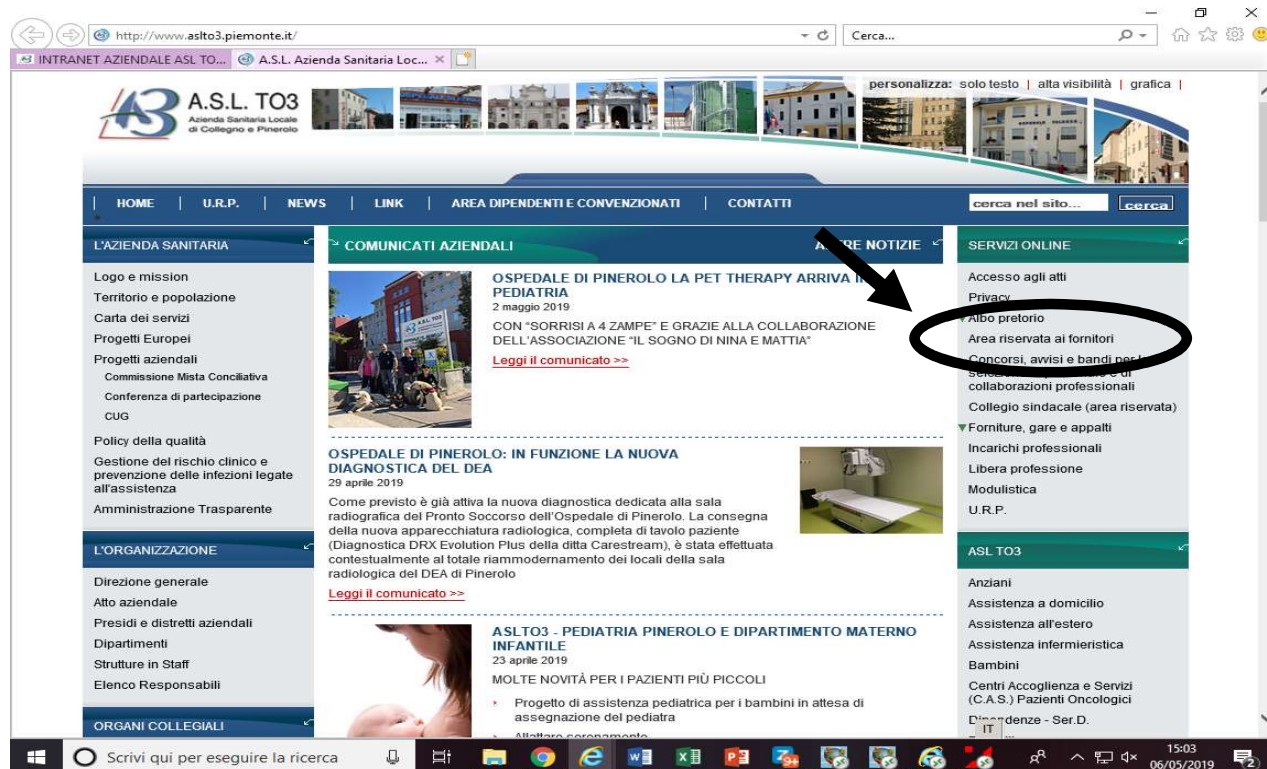 http://www.aslto3.piemonte.it/
Cerca...
INTRANET AZIENDALE ASL TO...
A.S.L. Azienda Sanitaria Loc...
personalizza: solo testo | alta visibilità | grafica |
A.S.L. TO3
Azienda Sanitaria Locale
di Collegno e Pinerolo
| HOME | U.R.P. | NEWS | LINK | AREA DIPENDENTI E CONVENZIONATI | CONTATTI
cerca nel sito...
cerca
L'AZIENDA SANITARIA
Logo e mission
Territorio e popolazione
Carta dei servizi
Progetti Europei
Progetti aziendali
Commissione Mista Conciliativa
Conferenza di partecipazione
CUG
Policy della qualità
Gestione del rischio clinico e
prevenzione delle infezioni legate
all'assistenza
Amministrazione Trasparente
L'ORGANIZZAZIONE
Direzione generale
Atto aziendale
Presidi e distretti aziendali
Dipartimenti
Strutture in Staff
Elenco Responsabili
ORGANI COLLEGIALI
COMUNICATI AZIENDALI
NOTIZIE
OSPEDALE DI PINEROLO LA PET THERAPY ARRIVA
PEDIATRIA
2 maggio 2019
CON "SORRISI A 4 ZAMPE" E GRAZIE ALLA COLLABORAZIONE
DELL'ASSOCIAZIONE "IL SOGNO DI NINA E MATTIA"
Leggi il comunicato >>
OSPEDALE DI PINEROLO: IN FUNZIONE LA NUOVA
DIAGNOSTICA DEL DEA
29 aprile 2019
Come previsto è già attiva la nuova diagnostica dedicata alla sala
radiografica del Pronto Soccorso dell'Ospedale di Pinerolo. La consegna
della nuova apparecchiatura radiologica, completa di tavolo paziente
(Diagnostica DRX Evolution Plus della ditta Carestream), è stata effettuata
contestualmente al totale riammodernamento dei locali della sala
radiologica del DEA di Pinerolo
Leggi il comunicato >>
ASLTO3 - PEDIATRIA PINEROLO E DIPARTIMENTO MATERNO
INFANTILE
23 aprile 2019
MOLTE NOVITÀ PER I PAZIENTI PIÙ PICCOLI
Progetto di assistenza pediatrica per i bambini in attesa di
assegnazione del pediatra
Allattare serenamente
SERVIZI ONLINE
Accesso agli atti
Privacy
Albo pretorio
Area riservata ai fornitori
Concorsi, avvisi e bandi per
collaborazioni professionali
Collegio sindacale (area riservata)
Forniture, gare e appalti
Incarichi professionali
Libera professione
Modulistica
U.R.P.
ASL TO3
Anziani
Assistenza a domicilio
Assistenza all'estero
Assistenza infermieristica
Bambini
Centri Accoglienza e Servizi
(C.A.S.) Pazienti Oncologici
Dipendenze - Ser.D.
IT
Scrivi qui per eseguire la ricerca
15:03
06/05/2019